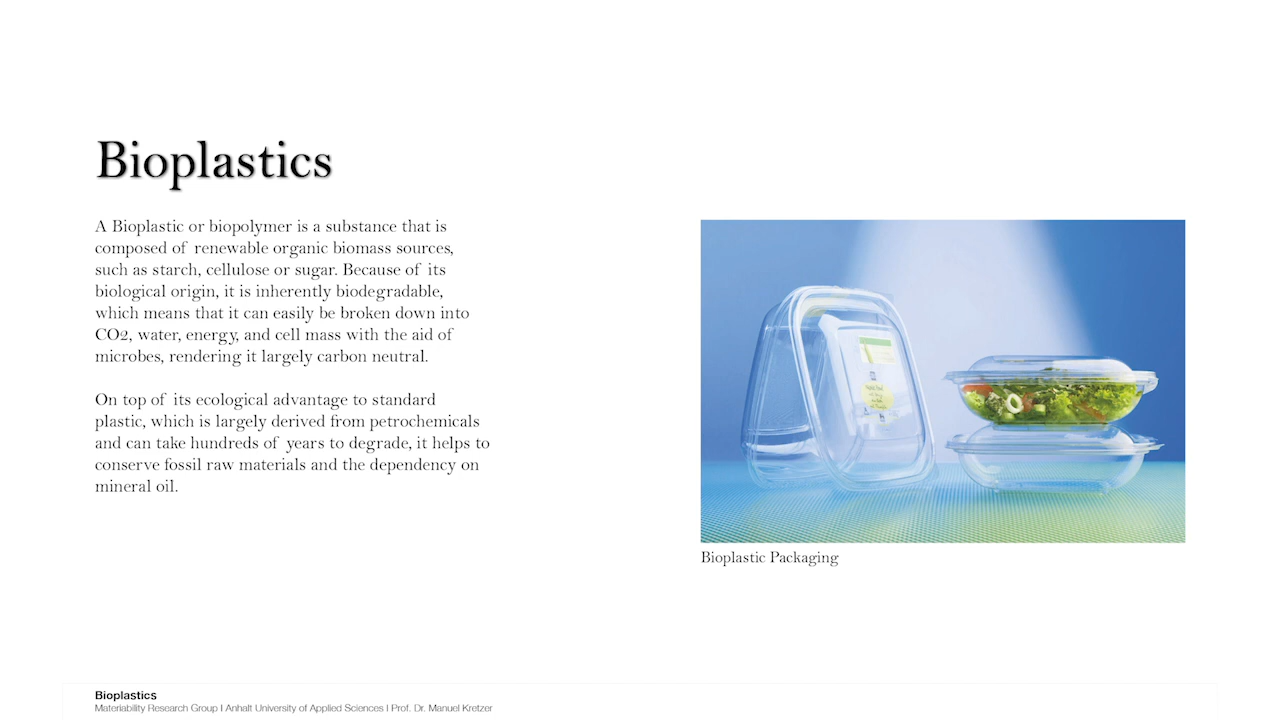 Bioplastics
A Bioplastic or biopolymer is a substance that is
composed of renewable organic biomass sources,
such as starch, cellulose or sugar. Because of its
biological origin, it is inherently biodegradable,
which means that it can easily be broken down into
CO2, water, energy, and cell mass with the aid of
microbes, rendering it largely carbon neutral.
On top of its ecological advantage to standard
plastic, which is largely derived from petrochemicals
and can take hundreds of years to degrade, it helps to
conserve fossil raw materials and the dependency on
mineral oil.
Bioplastic Packaging
Bioplastics
Materiability Research Group I Anhalt University of Applied Sciences I Prof. Dr. Manuel Kretzer